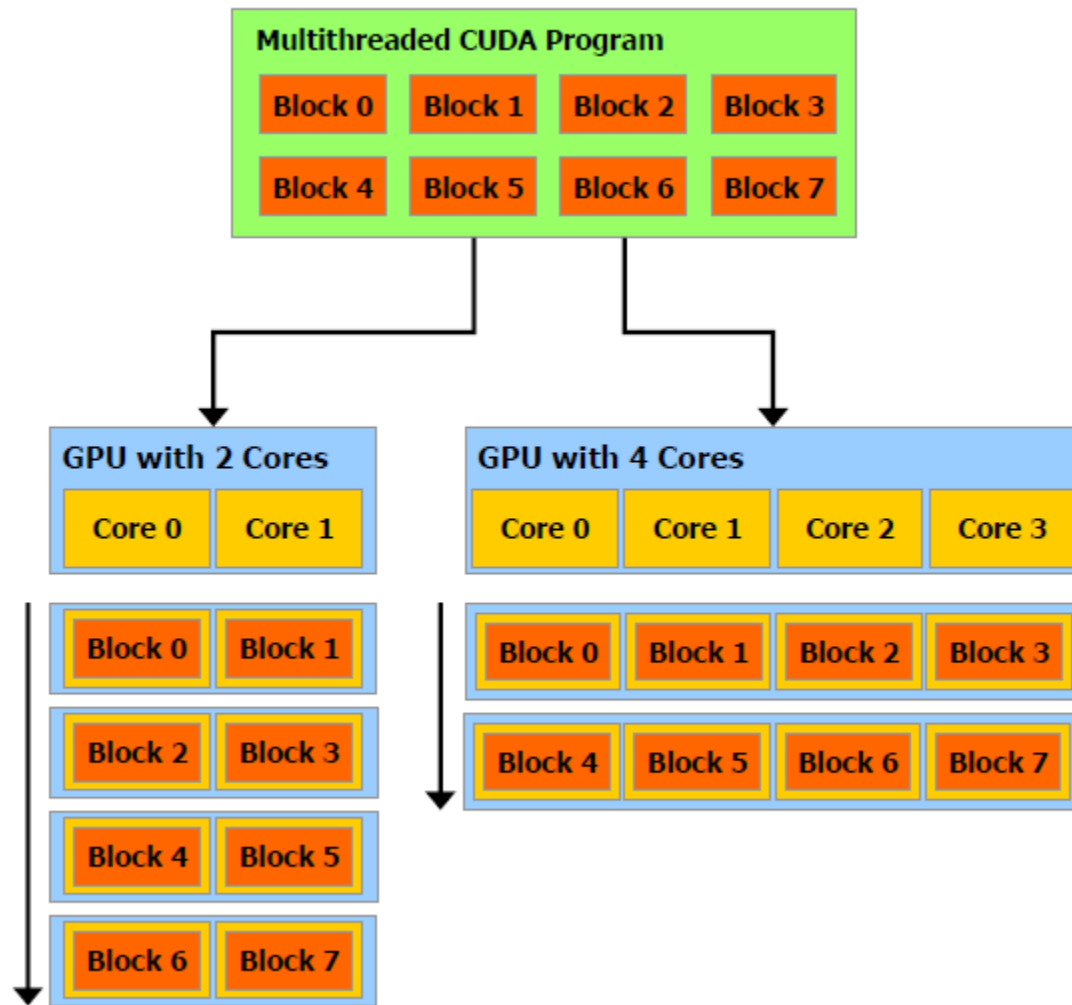 Multithreaded CUDA Program
Block 0 Block 1 Block 2 Block 3
Block 4 Block 5 Block 6 Block 7
GPU with 2 Cores
Core 0 Core 1
Block 0 Block 1
Block 2 Block 3
Block 4 Block 5
Block 6 Block 7
GPU with 4 Cores
Core 0 Core 1 Core 2 Core 3
Block 0 Block 1 Block 2 Block 3
Block 4 Block 5 Block 6 Block 7